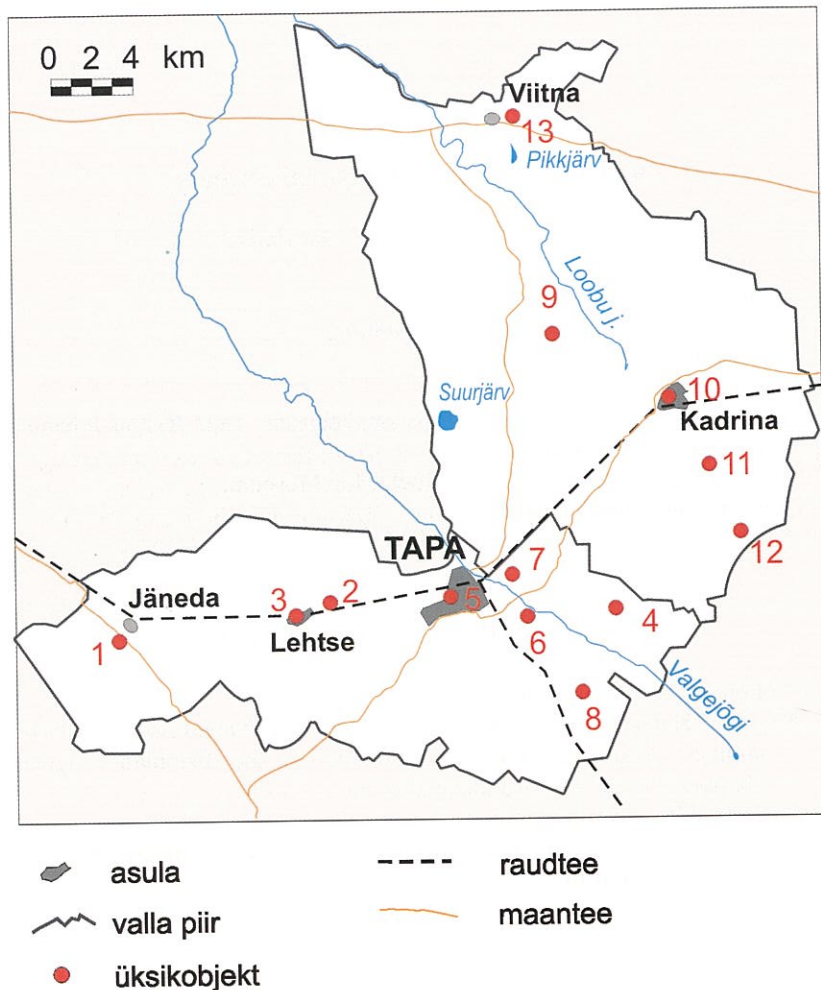 0 2 4 km
Viitna
13
Pikkjärv
Loobu j.
9
Suurjärv
10
Kadrina
11
12
TAPA
7
5
3
2
Jäneda
Lehtse
1
6
4
8
Valgejõgi
asula
raudtee
valla piir
maantee
üksikobjekt